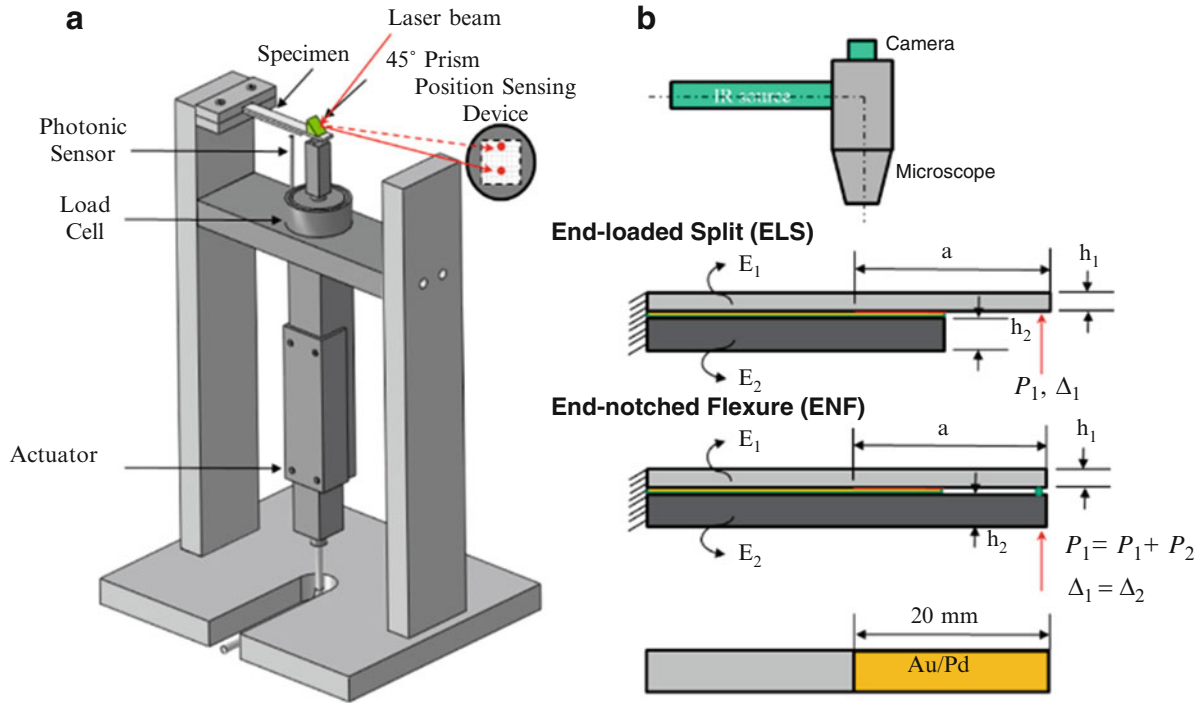 a
Laser beam
Specimen
45° Prism
Position Sensing
Device
Photonic
Sensor
Load
Cell
Actuator
b
Camera
IR source
Microscope
End-loaded Split (ELS)
E₁
a
h₁
h₂
E₂
P₁, Δ₁
End-notched Flexure (ENF)
E₁
a
h₁
h₂
E₂
P₁= P₁+ P₂
Δ₁ = Δ₂
20 mm
Au/Pd